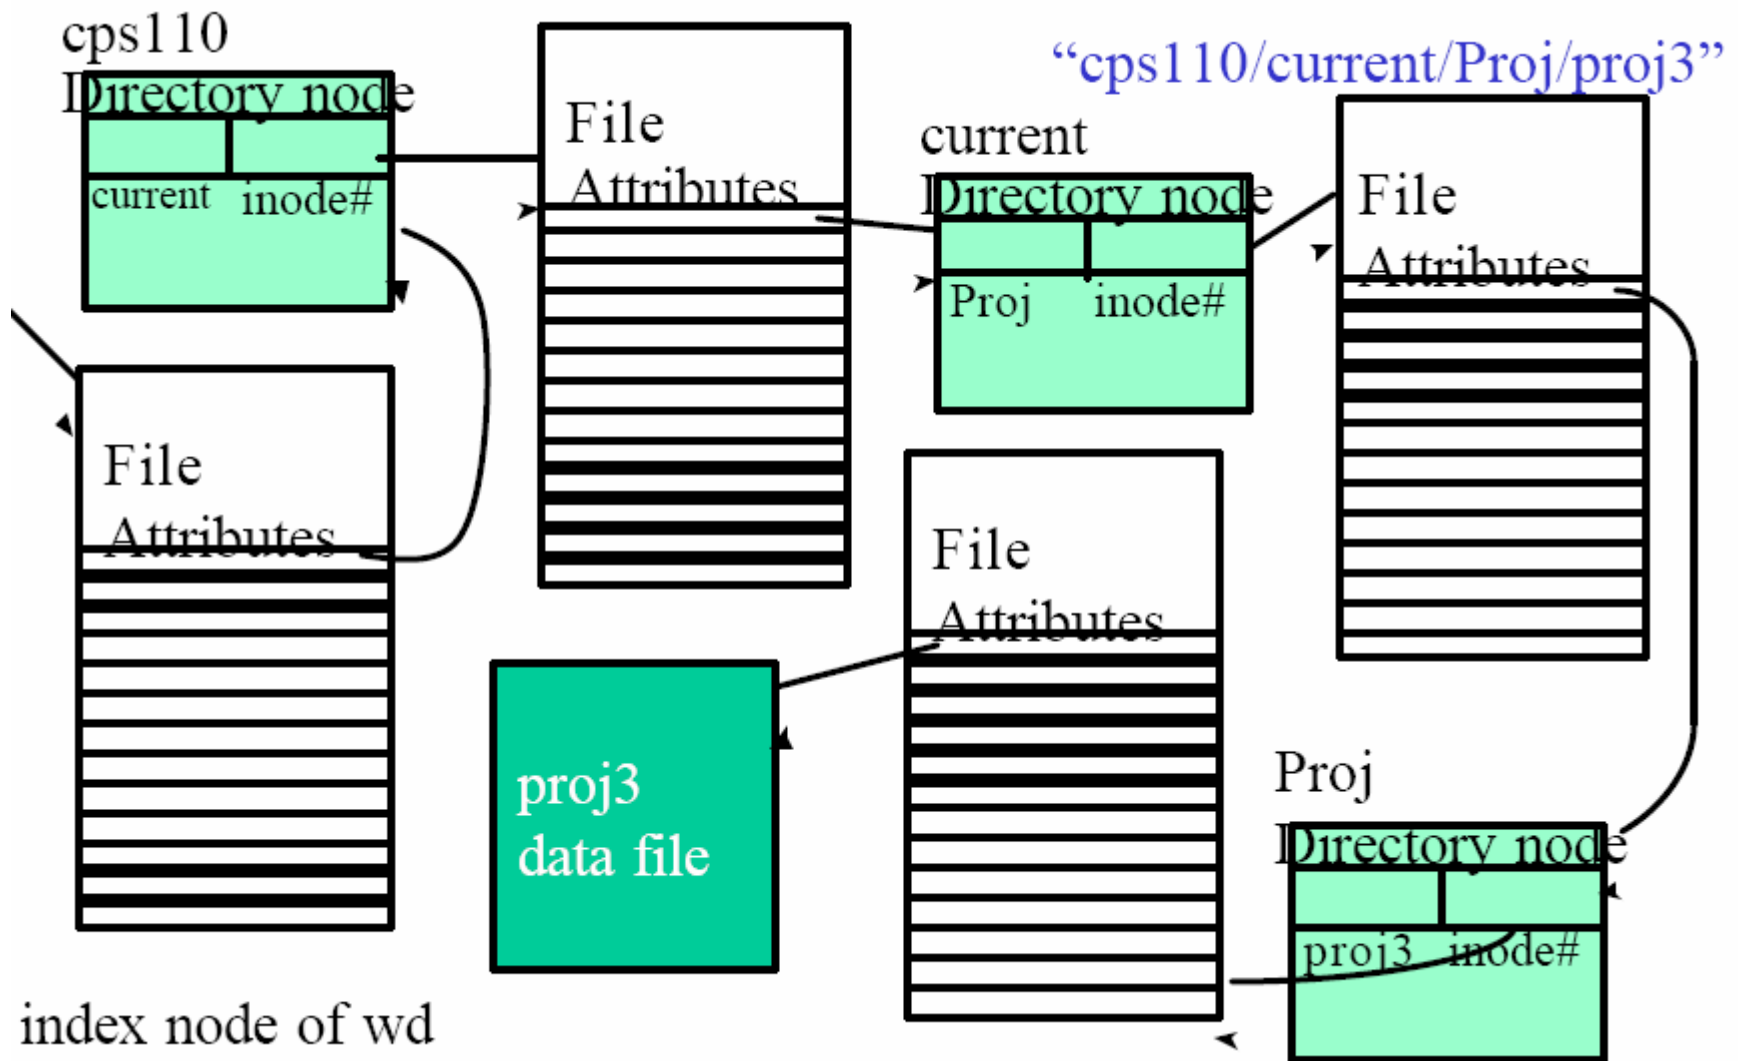 cps110
Directory node
current inode#
File
Attributes
“cps110/current/Proj/proj3”
current
Directory node
Proj inode#
File
Attributes
File
Attributes
File
Attributes
proj3
data file
Proj
Directory node
proj3 inode#
index node of wd